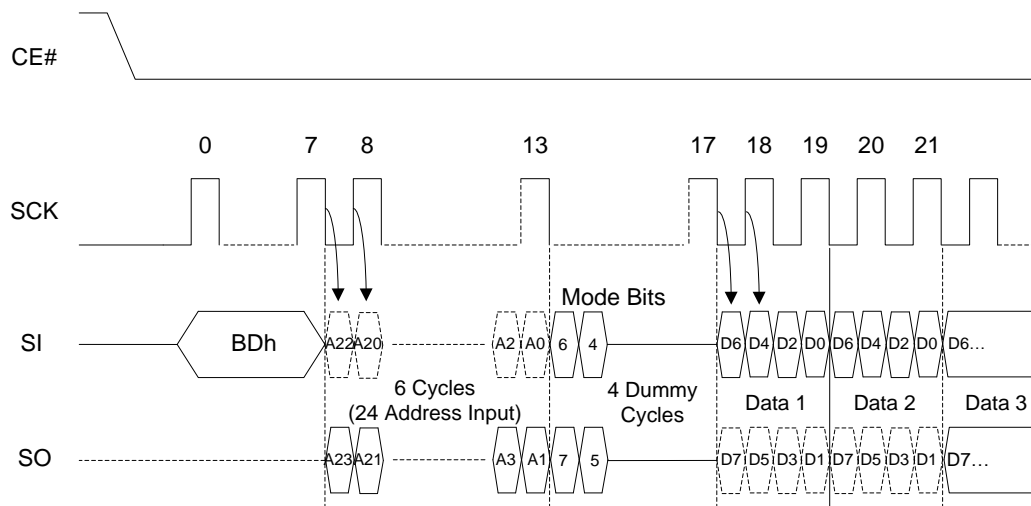 CE#
0 7 8 13 17 18 19 20 21
SCK
Mode Bits
SI BDh A22 A20 A2 A0 6 4 D6 D4 D2 D0 D6 D4 D2 D0 D6...
6 Cycles
(24 Address Input)
4 Dummy
Cycles
Data 1 Data 2 Data 3
SO A23 A21 A3 A1 7 5 D7 D5 D3 D1 D7 D5 D3 D1 D7...